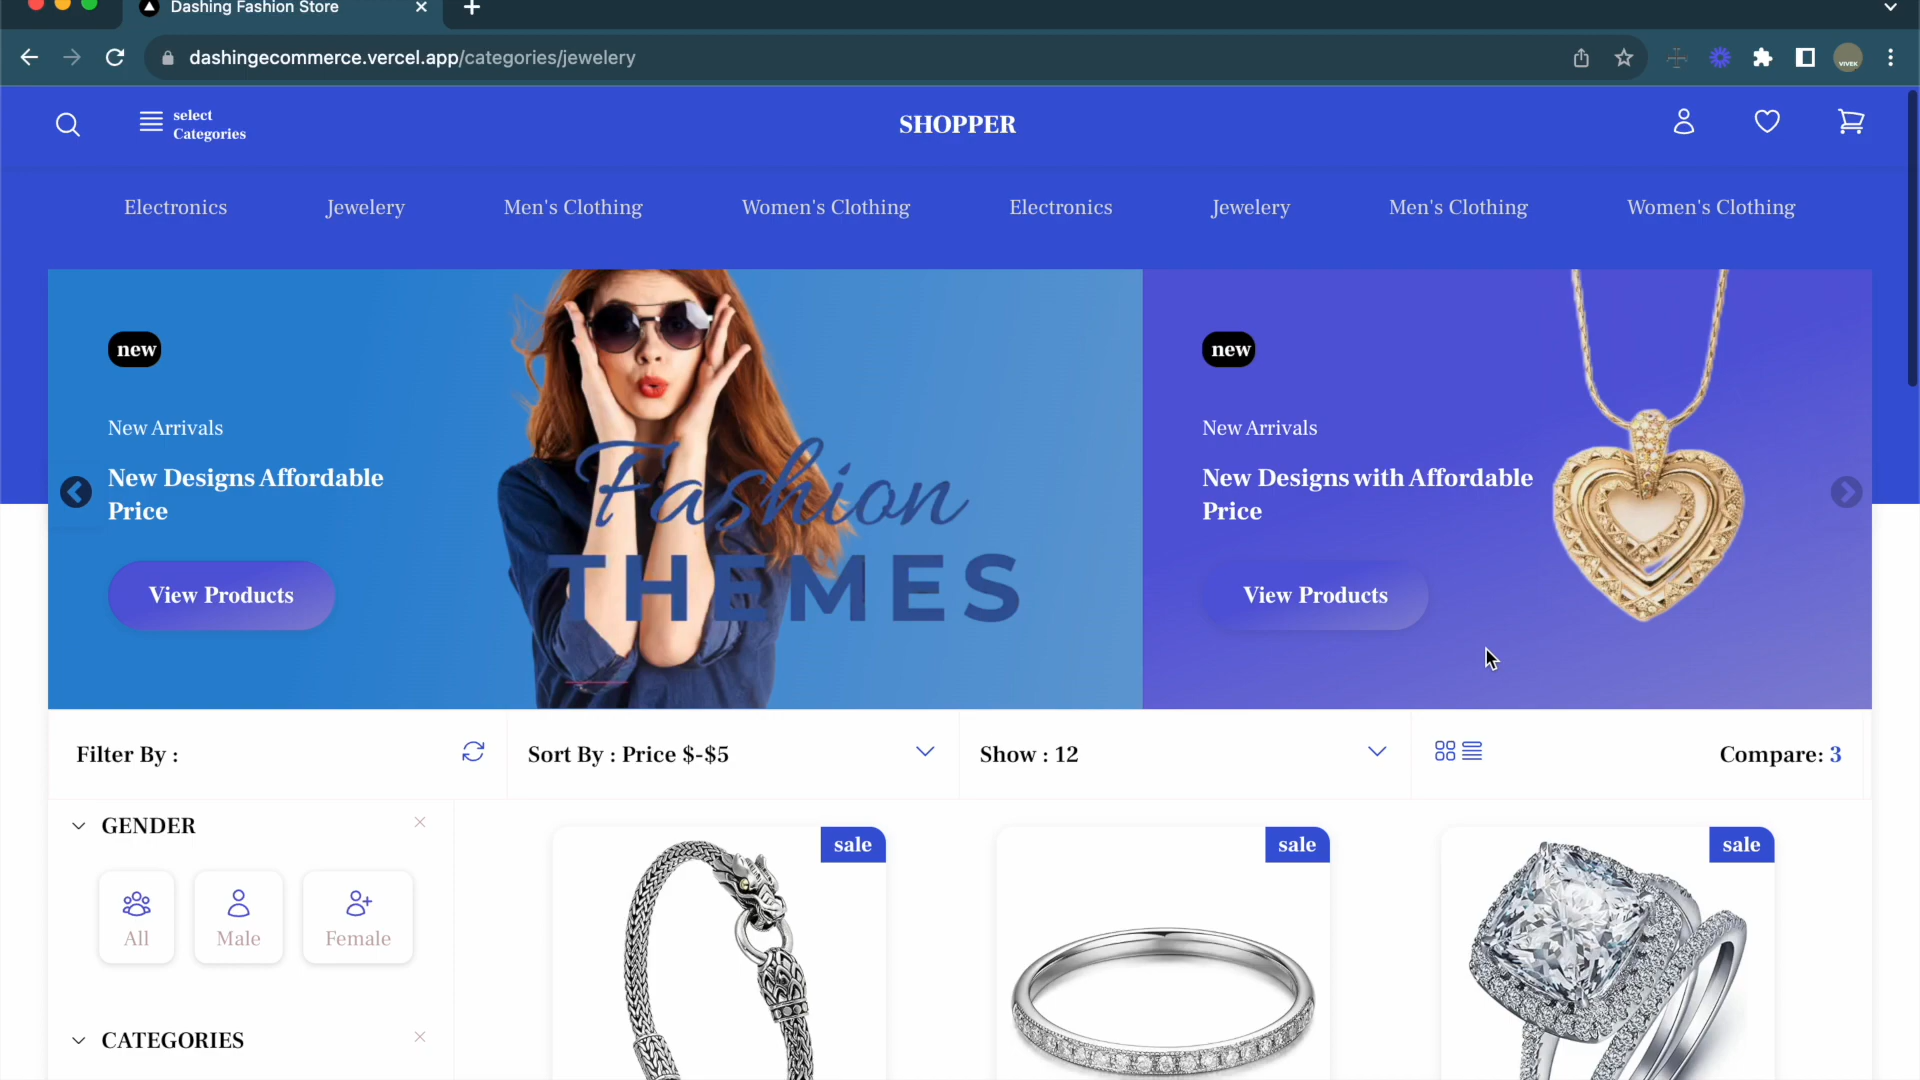 Dashing Fashion Store
dashingecommerce.vercel.app/categories/jewelery
VIVEK
select
Categories
SHOPPER
Electronics
Jewelery
Men's Clothing
Women's Clothing
Electronics
Jewelery
Men's Clothing
Women's Clothing
new
New Arrivals
New Designs Affordable
Price
View Products
Fashion
THEMES
new
New Arrivals
New Designs with Affordable
Price
View Products
Filter By :
Sort By : Price $-$5
Show : 12
Compare: 3
GENDER
All
Male
Female
CATEGORIES
sale
sale
sale